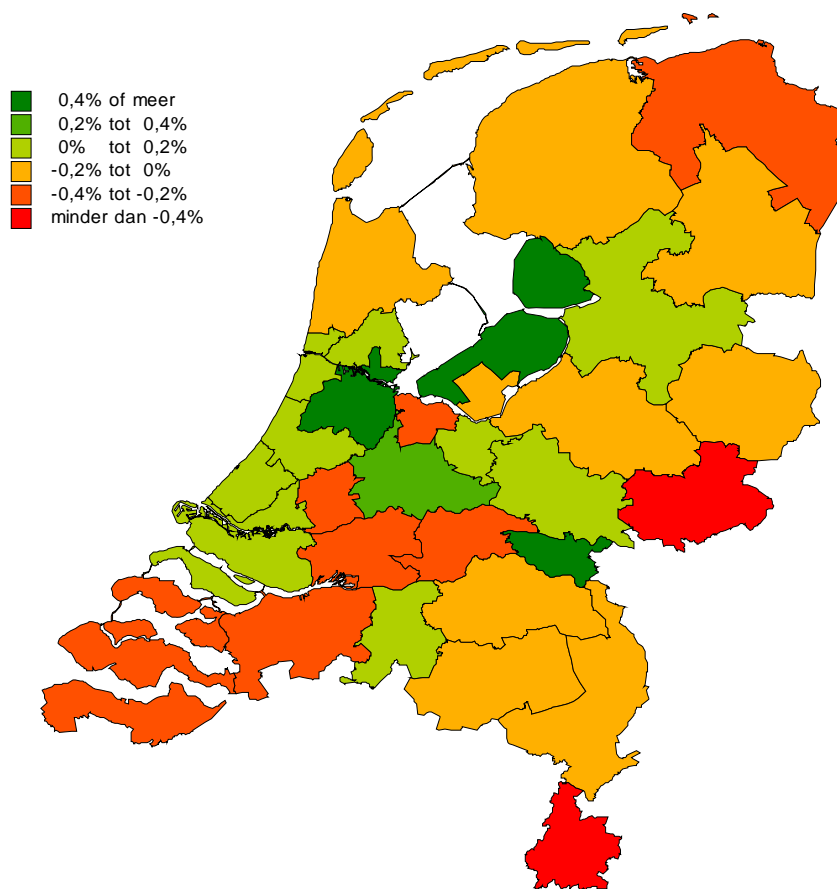 0,4% of meer
0,2% tot 0,4%
0% tot 0,2%
-0,2% tot 0%
-0,4% tot -0,2%
minder dan -0,4%